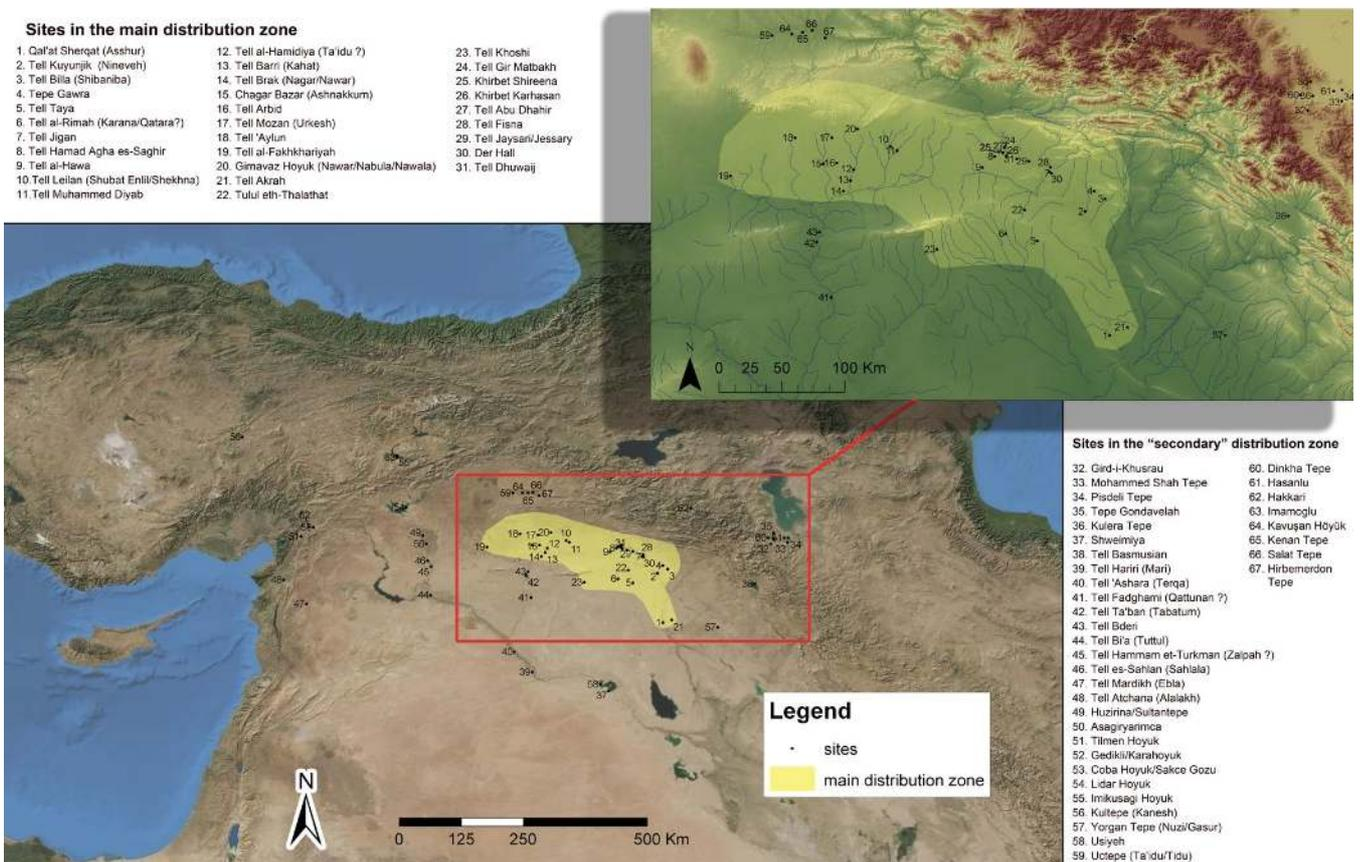 Sites in the main distribution zone
1. Qal'at Sherqat (Asshur)
2. Tell Kuyunjik (Nineveh)
3. Tell Billa (Shibaniba)
4. Tepe Gawra
5. Tell Taya
6. Tell al-Rimah (Karana/Qatara?)
7. Tell Jigan
8. Tell Hamad Agha es-Saghir
9. Tell al-Hawa
10.Tell Leilan (Shubat Enlil/Shekhna)
11.Tell Muhammed Diyab
12. Tell al-Hamidiya (Ta'idu ?)
13. Tell Barri (Kahat)
14. Tell Brak (Nagar/Nawar)
15. Chagar Bazar (Ashnakkum)
16. Tell Arbid
17. Tell Mozan (Urkesh)
18. Tell 'Aylun
19. Tell al-Fakhkhariyah
20. Girnavaz Hoyuk (Nawar/Nabula/Nawala)
21. Tell Akrah
22. Tulul eth-Thalathat
23. Tell Khoshi
24. Tell Gir Matbakh
25. Khirbet Shireena
26. Khirbet Karhasan
27. Tell Abu Dhahir
28. Tell Fisna
29. Tell Jaysari/Jessary
30. Der Hall
31. Tell Dhuwaij
N
0 25 50 100 Km
Sites in the "secondary" distribution zone
32. Gird-i-Khusrau
33. Mohammed Shah Tepe
34. Pisdeli Tepe
35. Tepe Gondavelah
36. Kulera Tepe
37. Shweimiya
38. Tell Basmusian
39. Tell Hariri (Mari)
40. Tell 'Ashara (Terqa)
41. Tell Fadghami (Qattunan ?)
42. Tell Ta'ban (Tabatum)
43. Tell Bderi
44. Tell Bi'a (Tuttul)
45. Tell Hammam et-Turkman (Zalpah ?)
46. Tell es-Sahlan (Sahlala)
47. Tell Mardikh (Ebla)
48. Tell Atchana (Alalakh)
49. Huzirina/Sultantepe
50. Asagiryarimca
51. Tilmen Hoyuk
52. Gedikli/Karahoyuk
53. Coba Hoyuk/Sakce Gozu
54. Lidar Hoyuk
55. Imikusagi Hoyuk
56. Kultepe (Kanesh)
57. Yorgan Tepe (Nuzi/Gasur)
58. Usiyeh
59. Uctepe (Ta'idu/Tidu)
60. Dinkha Tepe
61. Hasanlu
62. Hakkari
63. Imamoglu
64. Kavuşan Höyük
65. Kenan Tepe
66. Salat Tepe
67. Hirbemerdon
Tepe
Legend
sites
main distribution zone
N
0 125 250 500 Km